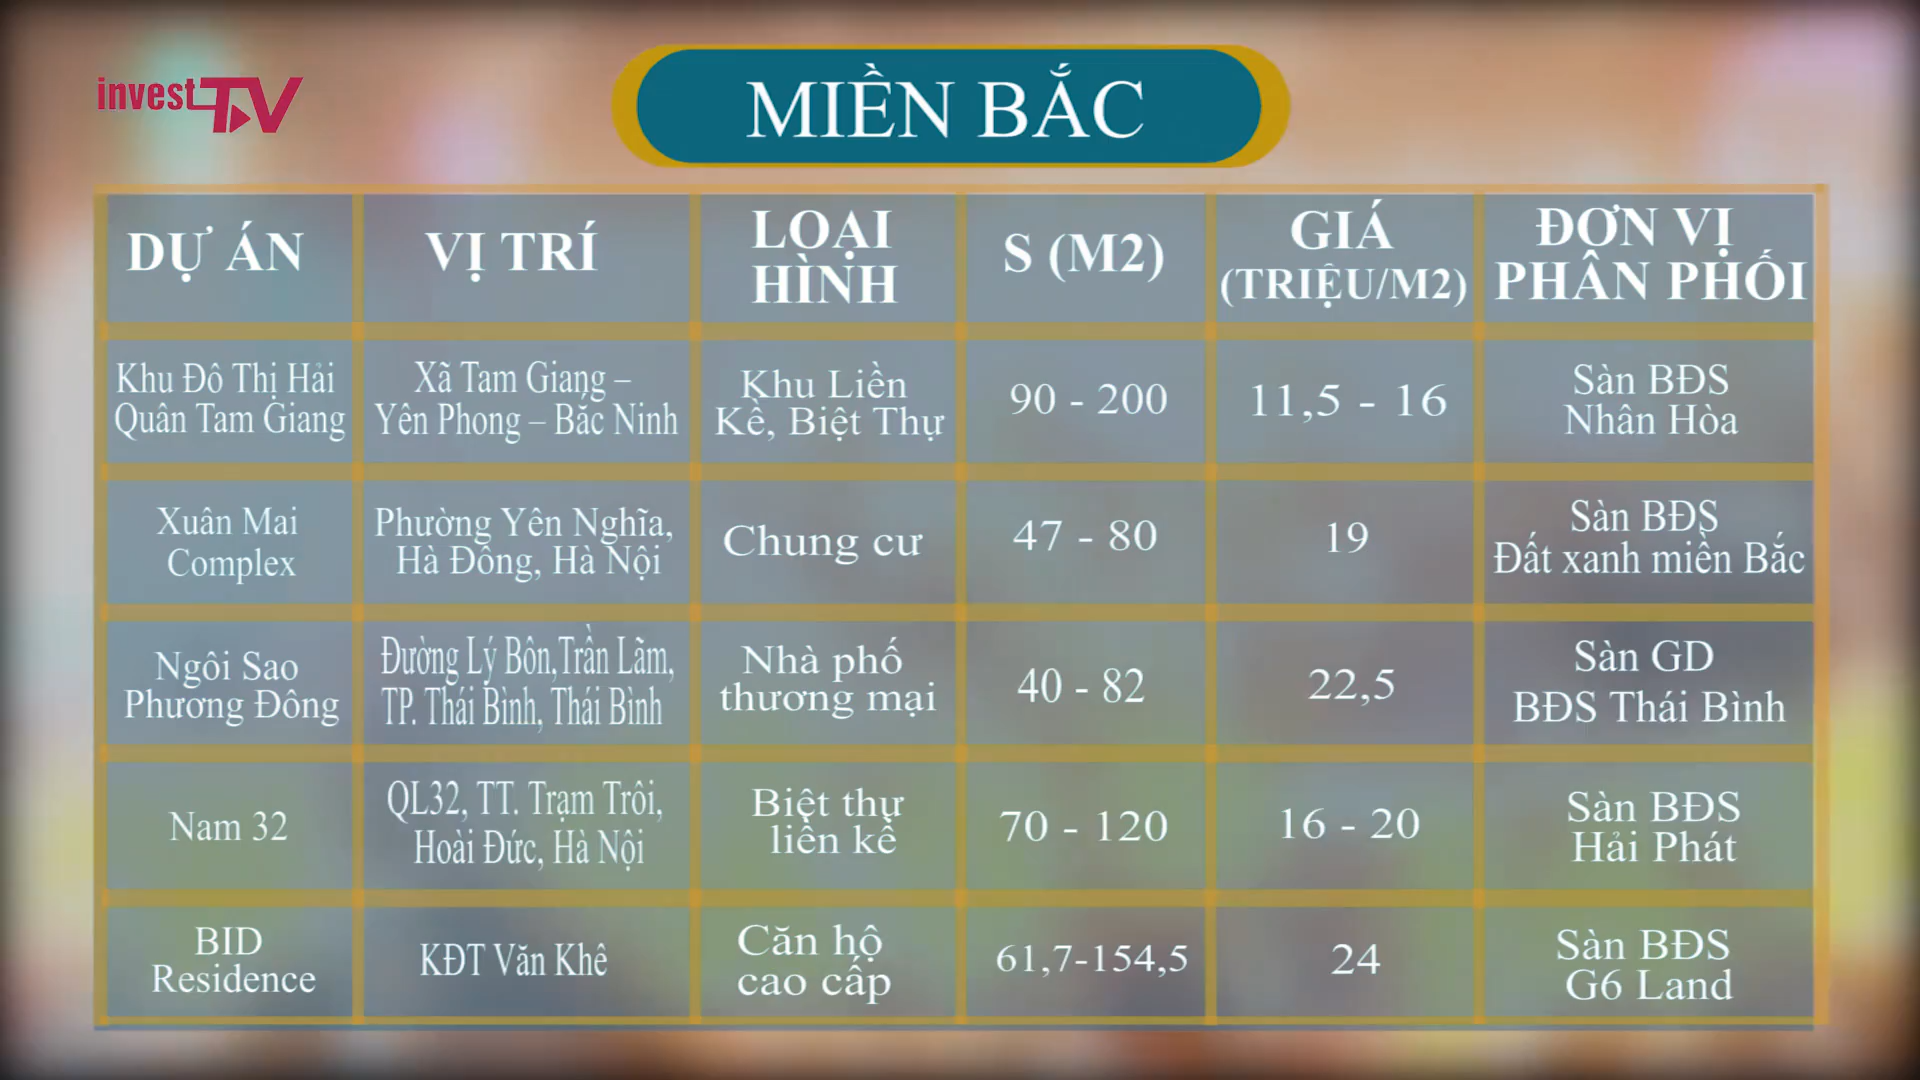 invest TV
MIỀN BẮC
DỰ ÁN
VỊ TRÍ
LOẠI
HÌNH
S (M2)
GIÁ
(TRIỆU/M2)
ĐƠN VỊ
PHÂN PHỐI
Khu Đô Thị Hải
Quân Tam Giang
Xã Tam Giang –
Yên Phong – Bắc Ninh
Khu Liền
Kề, Biệt Thự
90 - 200
11,5 - 16
Sàn BĐS
Nhân Hòa
Xuân Mai
Complex
Phường Yên Nghĩa,
Hà Đông, Hà Nội
Chung cư
47 - 80
19
Sàn BĐS
Đất xanh miền Bắc
Ngôi Sao
Phương Đông
Đường Lý Bôn,Trần Lãm,
TP. Thái Bình, Thái Bình
Nhà phố
thương mại
40 - 82
22,5
Sàn GD
BĐS Thái Bình
Nam 32
QL32, TT. Trạm Trôi,
Hoài Đức, Hà Nội
Biệt thự
liền kề
70 - 120
16 - 20
Sàn BĐS
Hải Phát
BID
Residence
KĐT Văn Khê
Căn hộ
cao cấp
61,7-154,5
24
Sàn BĐS
G6 Land